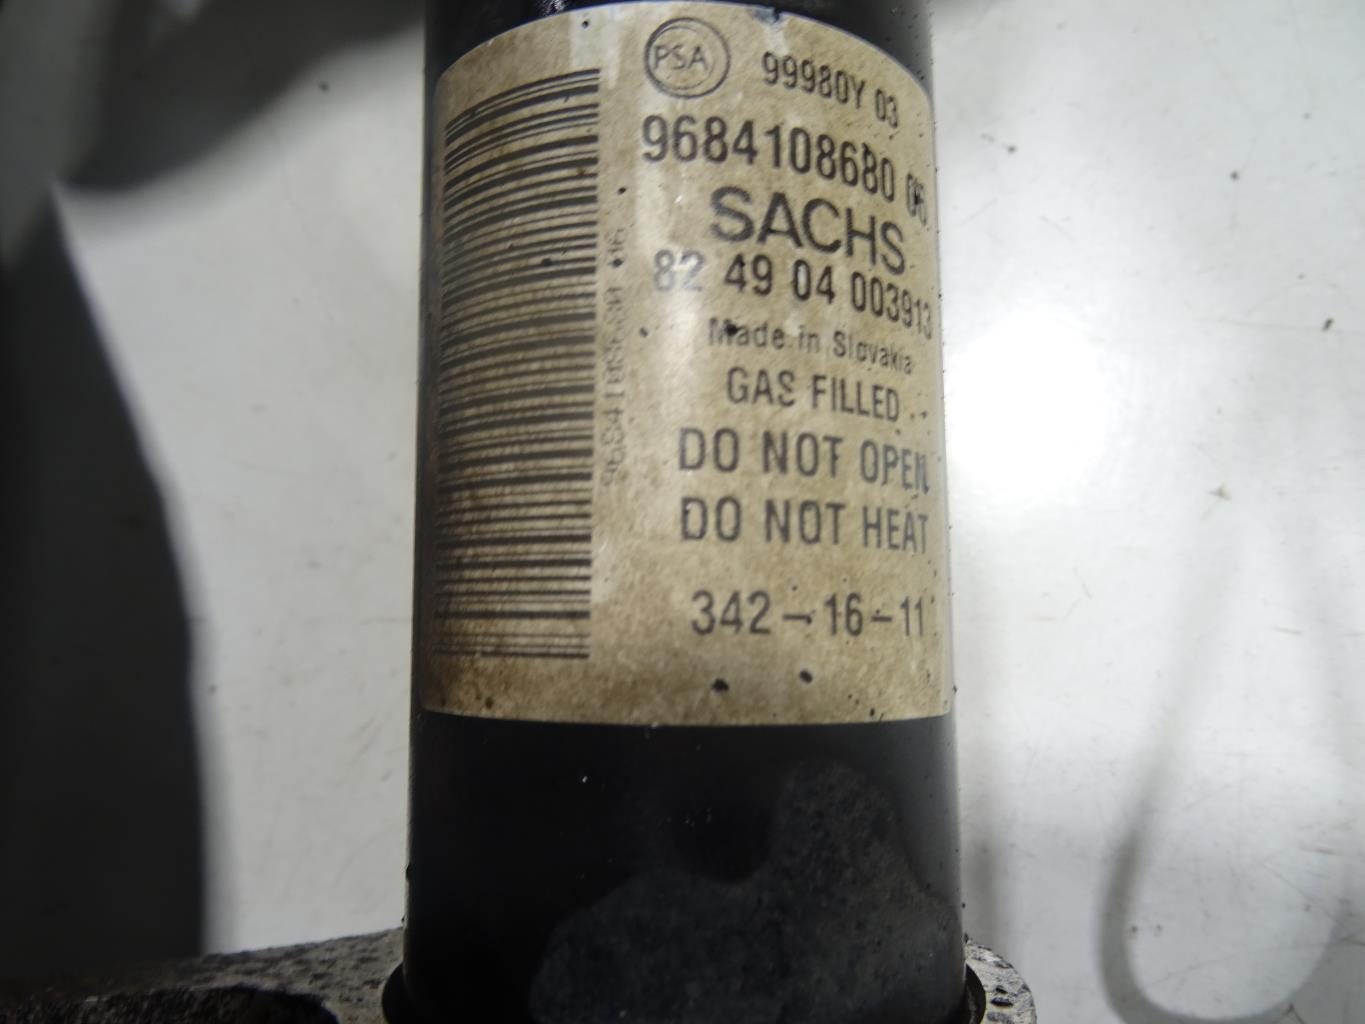 PSA
99980Y 03
9684108680 06
SACHS
82 49 04 003913
Made in Slovakia
GAS FILLED
DO NOT OPEN
DO NOT HEAT
342-16-11